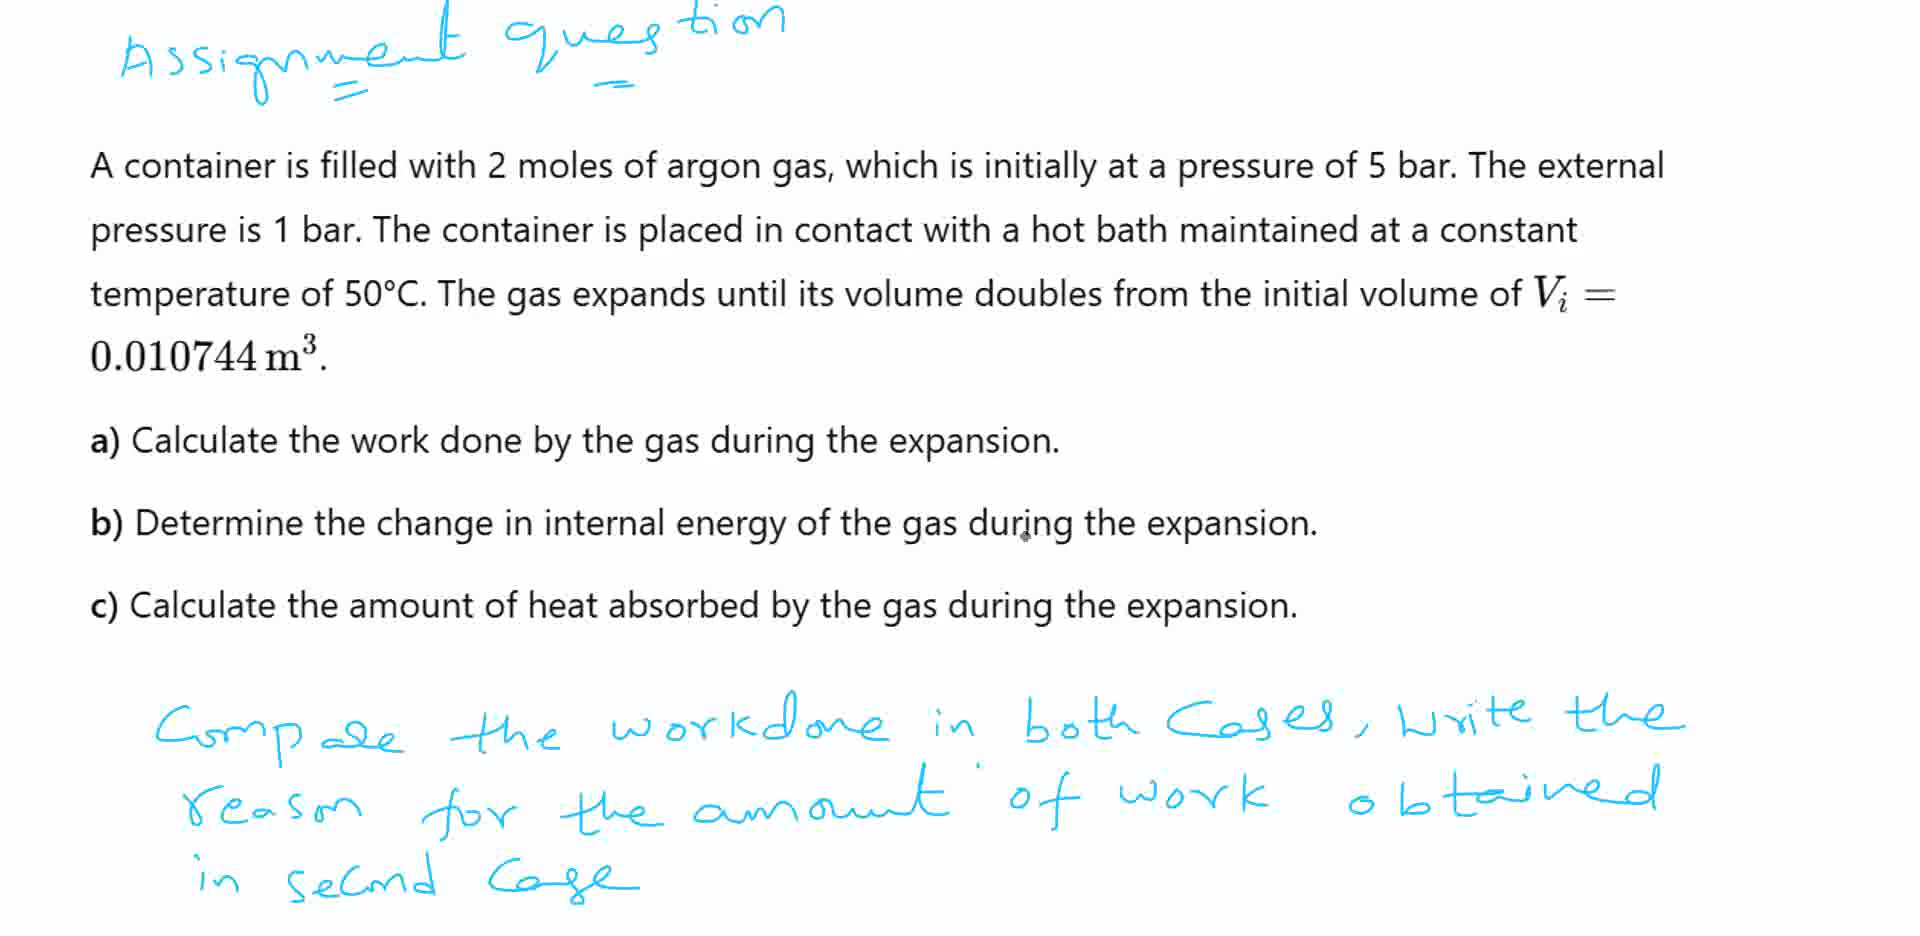 Assignment question
A container is filled with 2 moles of argon gas, which is initially at a pressure of 5 bar. The external
pressure is 1 bar. The container is placed in contact with a hot bath maintained at a constant
temperature of 50°C. The gas expands until its volume doubles from the initial volume of Vᵢ =
0.010744 m³.
a) Calculate the work done by the gas during the expansion.
b) Determine the change in internal energy of the gas during the expansion.
c) Calculate the amount of heat absorbed by the gas during the expansion.
Compare the workdone in both Cases, Write the
reason for the amount of work obtained
in second Case